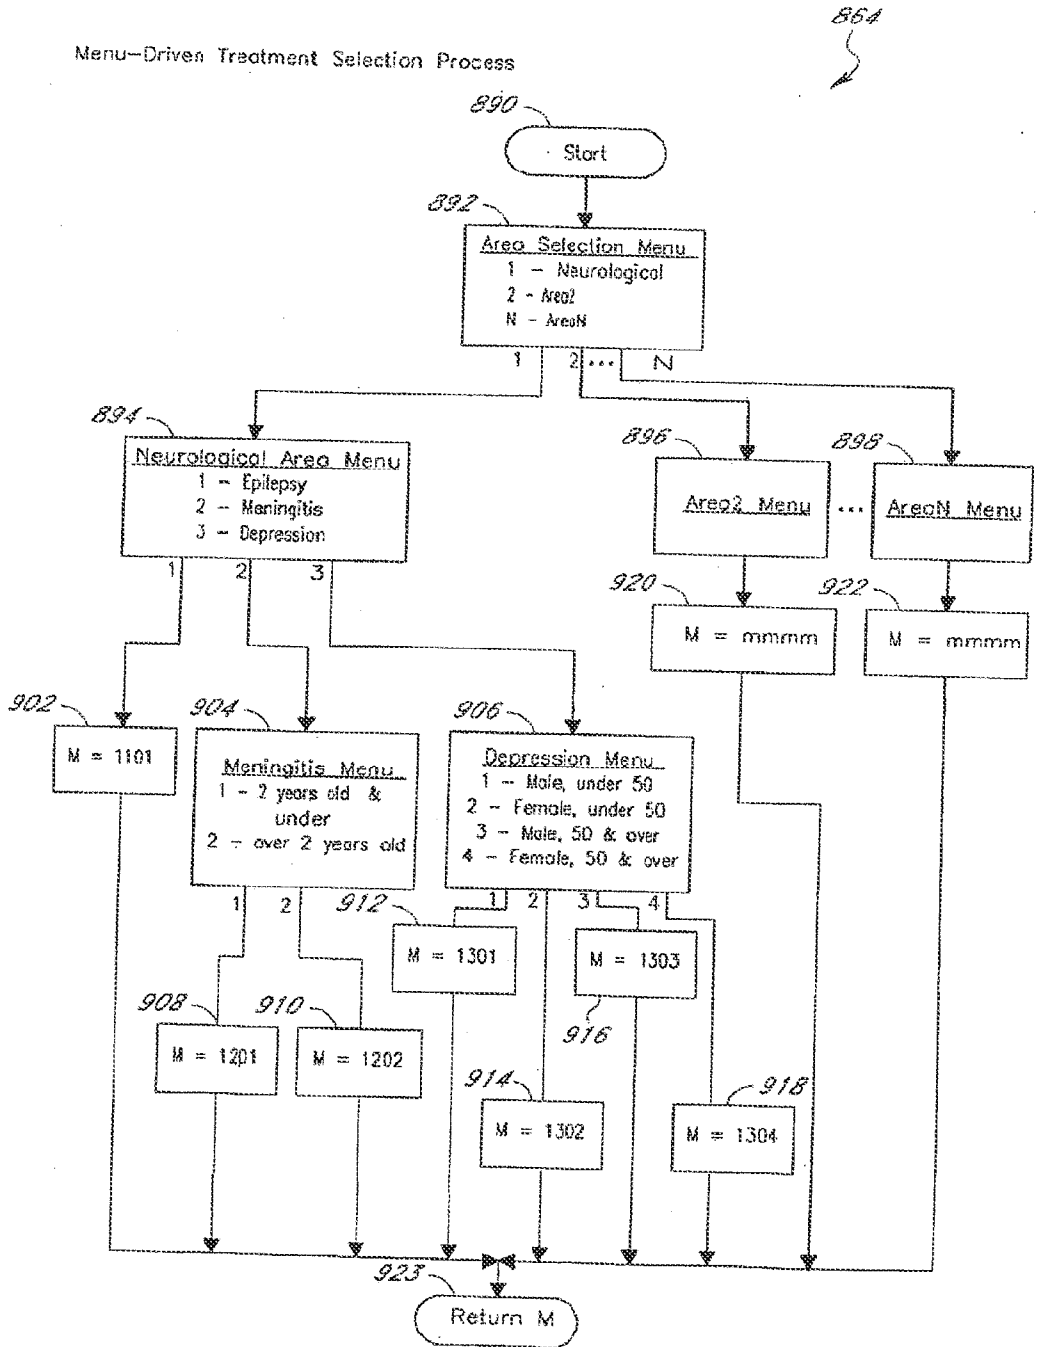 864
Menu-Driven Treatment Selection Process
890
Start
892
Area Selection Menu
1 - Neurological
2 - Area2
N - AreaN
1 2 ... N
894
Neurological Area Menu
1 - Epilepsy
2 - Meningitis
3 - Depression
1 2 3
896
Area2 Menu
...
898
AreaN Menu
920
M = mmmm
922
M = mmmm
902
M = 1101
904
Meningitis Menu
1 - 2 years old &
under
2 - over 2 years old
1 2
906
Depression Menu
1 - Male, under 50
2 - Female, under 50
3 - Male, 50 & over
4 - Female, 50 & over
1 2 3 4
912
M = 1301
M = 1303
916
908
M = 1201
910
M = 1202
914
M = 1302
918
M = 1304
923
Return M